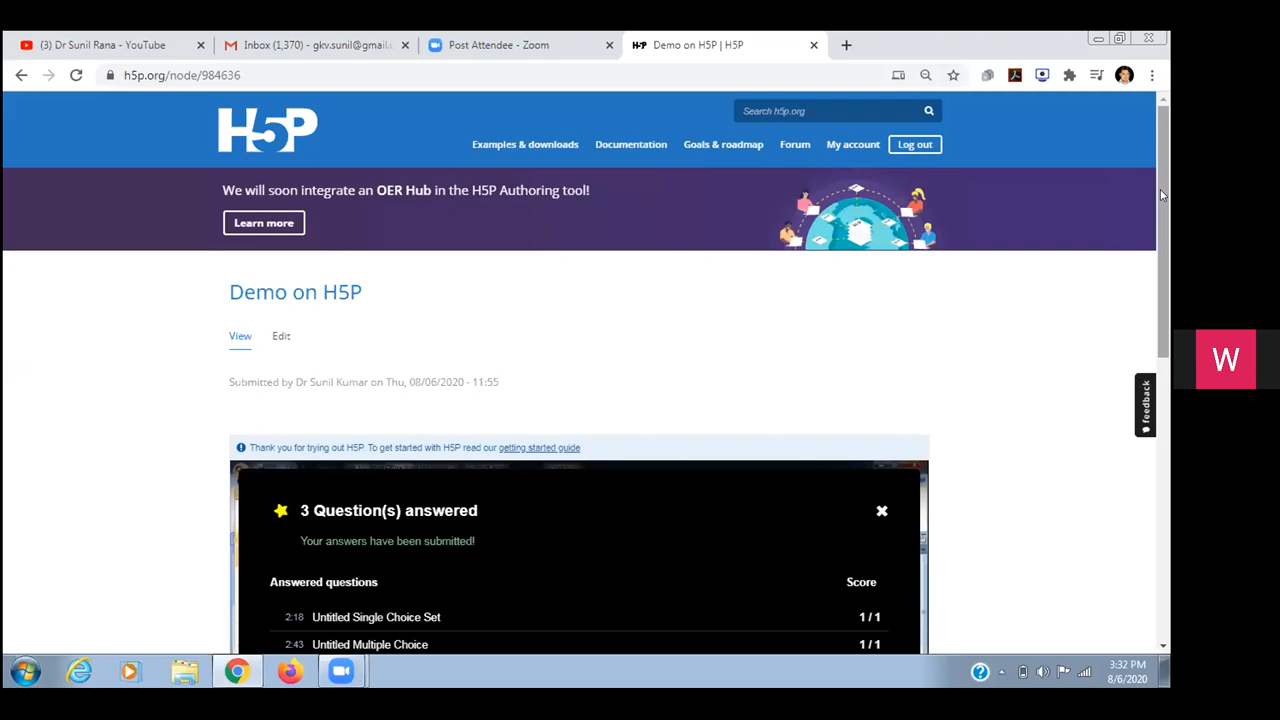 (3) Dr Sunil Rana - YouTube
Inbox (1,370) - gkv.sunil@gmail.c
Post Attendee - Zoom
H5P Demo on H5P | H5P
h5p.org/node/984636
H5P
Search h5p.org
Examples & downloads Documentation Goals & roadmap Forum My account Log out
We will soon integrate an OER Hub in the H5P Authoring tool!
Learn more
Demo on H5P
View Edit
Submitted by Dr Sunil Kumar on Thu, 08/06/2020 - 11:55
feedback
W
Thank you for trying out H5P. To get started with H5P read our getting started guide
3 Question(s) answered
Your answers have been submitted!
Answered questions Score
2:18 Untitled Single Choice Set 1 / 1
2:43 Untitled Multiple Choice 1 / 1
3:32 PM
8/6/2020